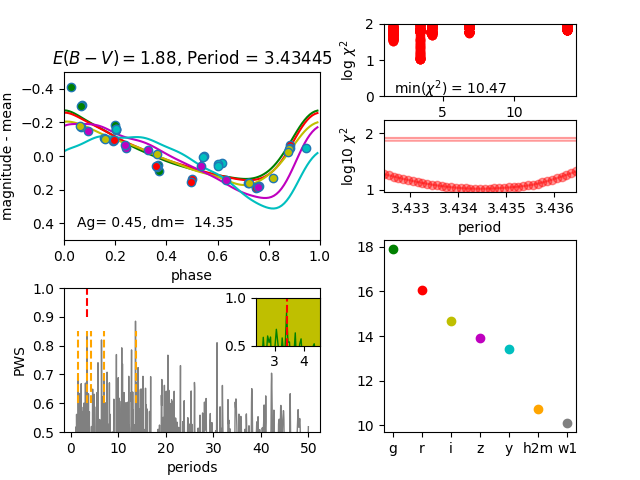 E(B − V) = 1.88, Period = 3.43445
−0.4
−0.2
0.0
0.2
0.4
magnitude - mean
Ag= 0.45, dm=  14.35
0.0 0.2 0.4 0.6 0.8 1.0
phase
2
1
0
log χ²
min(χ²) = 10.47
5 10
2
1
log10 χ²
3.433 3.434 3.435 3.436
period
1.0
0.9
0.8
0.7
0.6
0.5
PWS
1.0
0.5
3 4
0 10 20 30 40 50
periods
18
16
14
12
10
g r i z y h2m w1